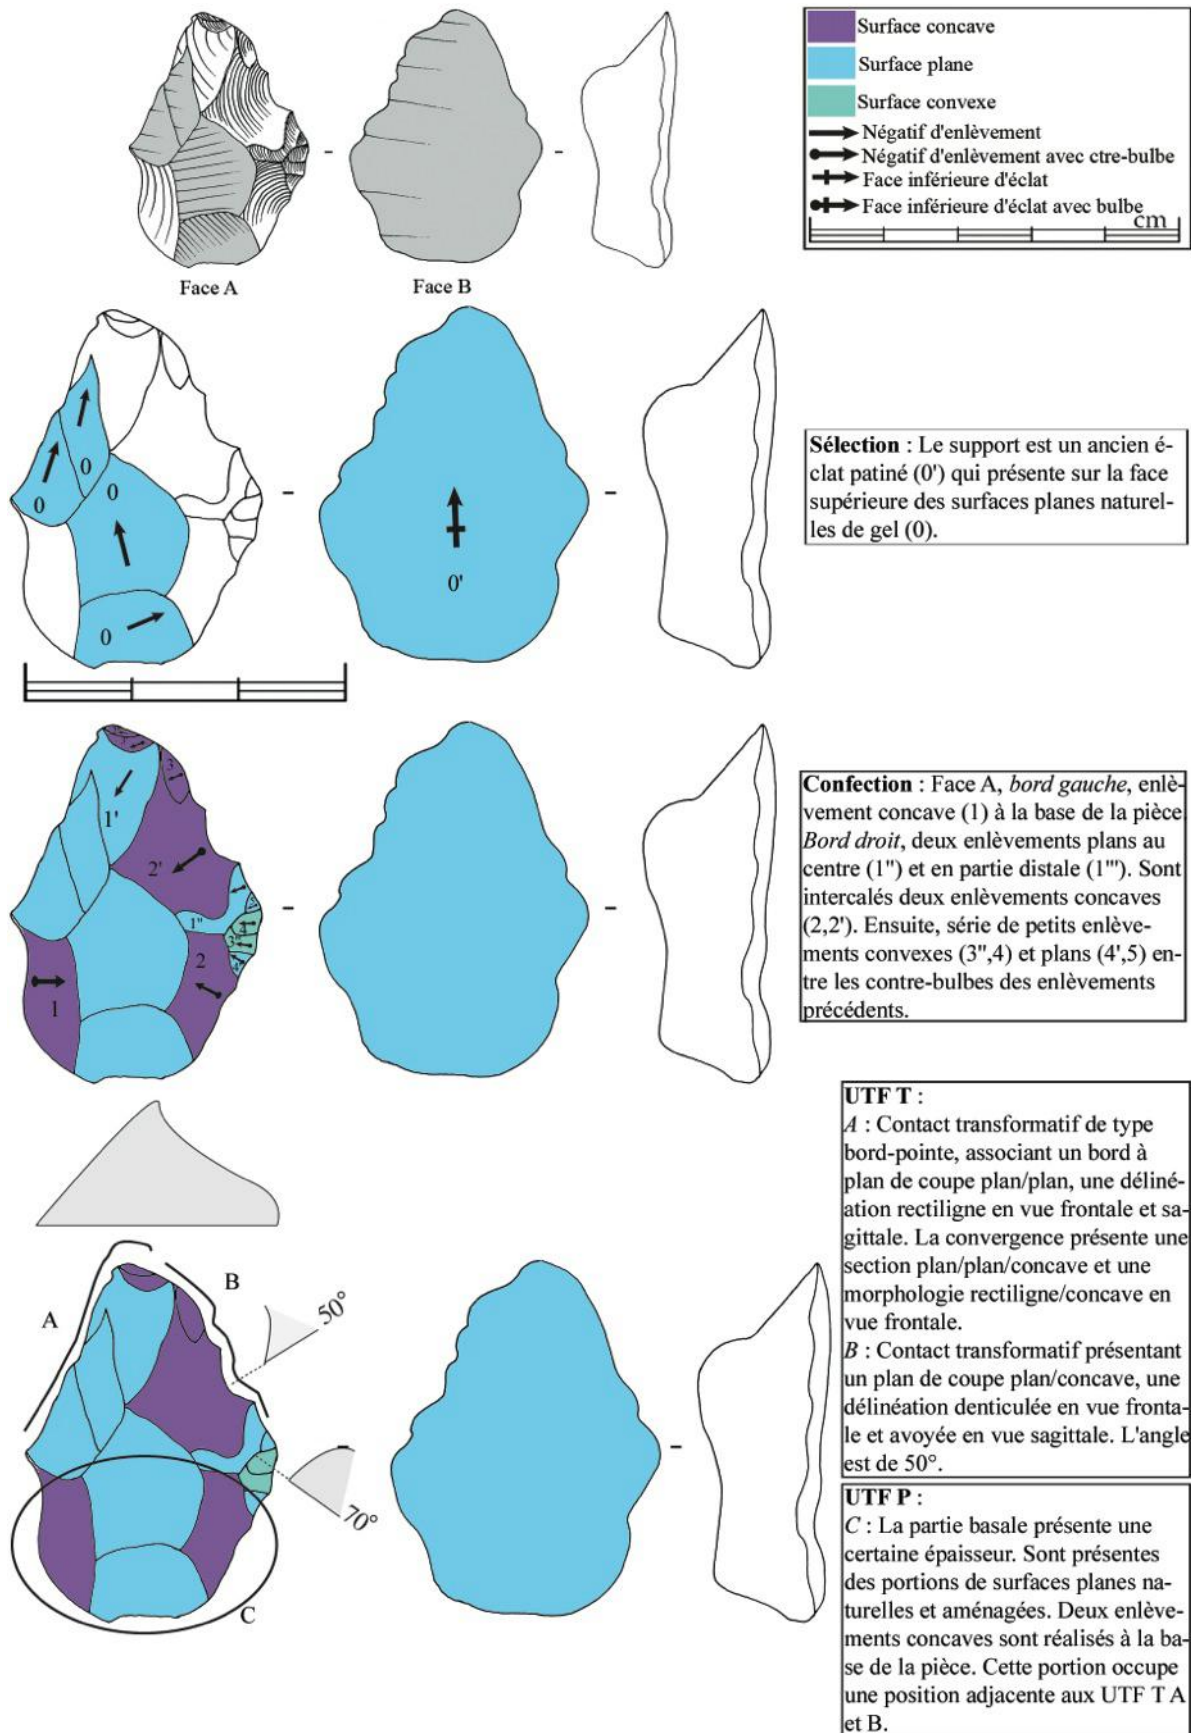 Surface concave
Surface plane
Surface convexe
Négatif d'enlèvement
Négatif d'enlèvement avec ctre-bulbe
Face inférieure d'éclat
Face inférieure d'éclat avec bulbe
cm
Face A
Face B
0
0
0
0
0'
Sélection : Le support est un ancien é-
clat patiné (0') qui présente sur la face
supérieure des surfaces planes naturel-
les de gel (0).
3
1'
2'
1"
4
3"
4'
2
1
Confection : Face A, bord gauche, enlè-
vement concave (1) à la base de la pièce
Bord droit, deux enlèvements plans au
centre (1") et en partie distale (1"'). Sont
intercalés deux enlèvements concaves
(2,2'). Ensuite, série de petits enlève-
ments convexes (3",4) et plans (4',5) en-
tre les contre-bulbes des enlèvements
précédents.
A
B
50°
70°
C
UTF T :
A : Contact transformatif de type
bord-pointe, associant un bord à
plan de coupe plan/plan, une déliné-
ation rectiligne en vue frontale et sa-
gittale. La convergence présente une
section plan/plan/concave et une
morphologie rectiligne/concave en
vue frontale.
B : Contact transformatif présentant
un plan de coupe plan/concave, une
délinéation denticulée en vue fronta-
le et avoyée en vue sagittale. L'angle
est de 50°.
UTF P :
C : La partie basale présente une
certaine épaisseur. Sont présentes
des portions de surfaces planes na-
turelles et aménagées. Deux enlève-
ments concaves sont réalisés à la ba-
se de la pièce. Cette portion occupe
une position adjacente aux UTF T A
et B.